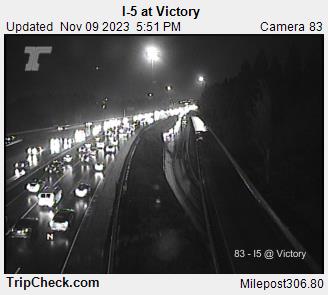 I-5 at Victory
Updated Nov 09 2023 5:51 PM Camera 83
T
N
83 - I5 @ Victory
TripCheck.com Milepost306.80